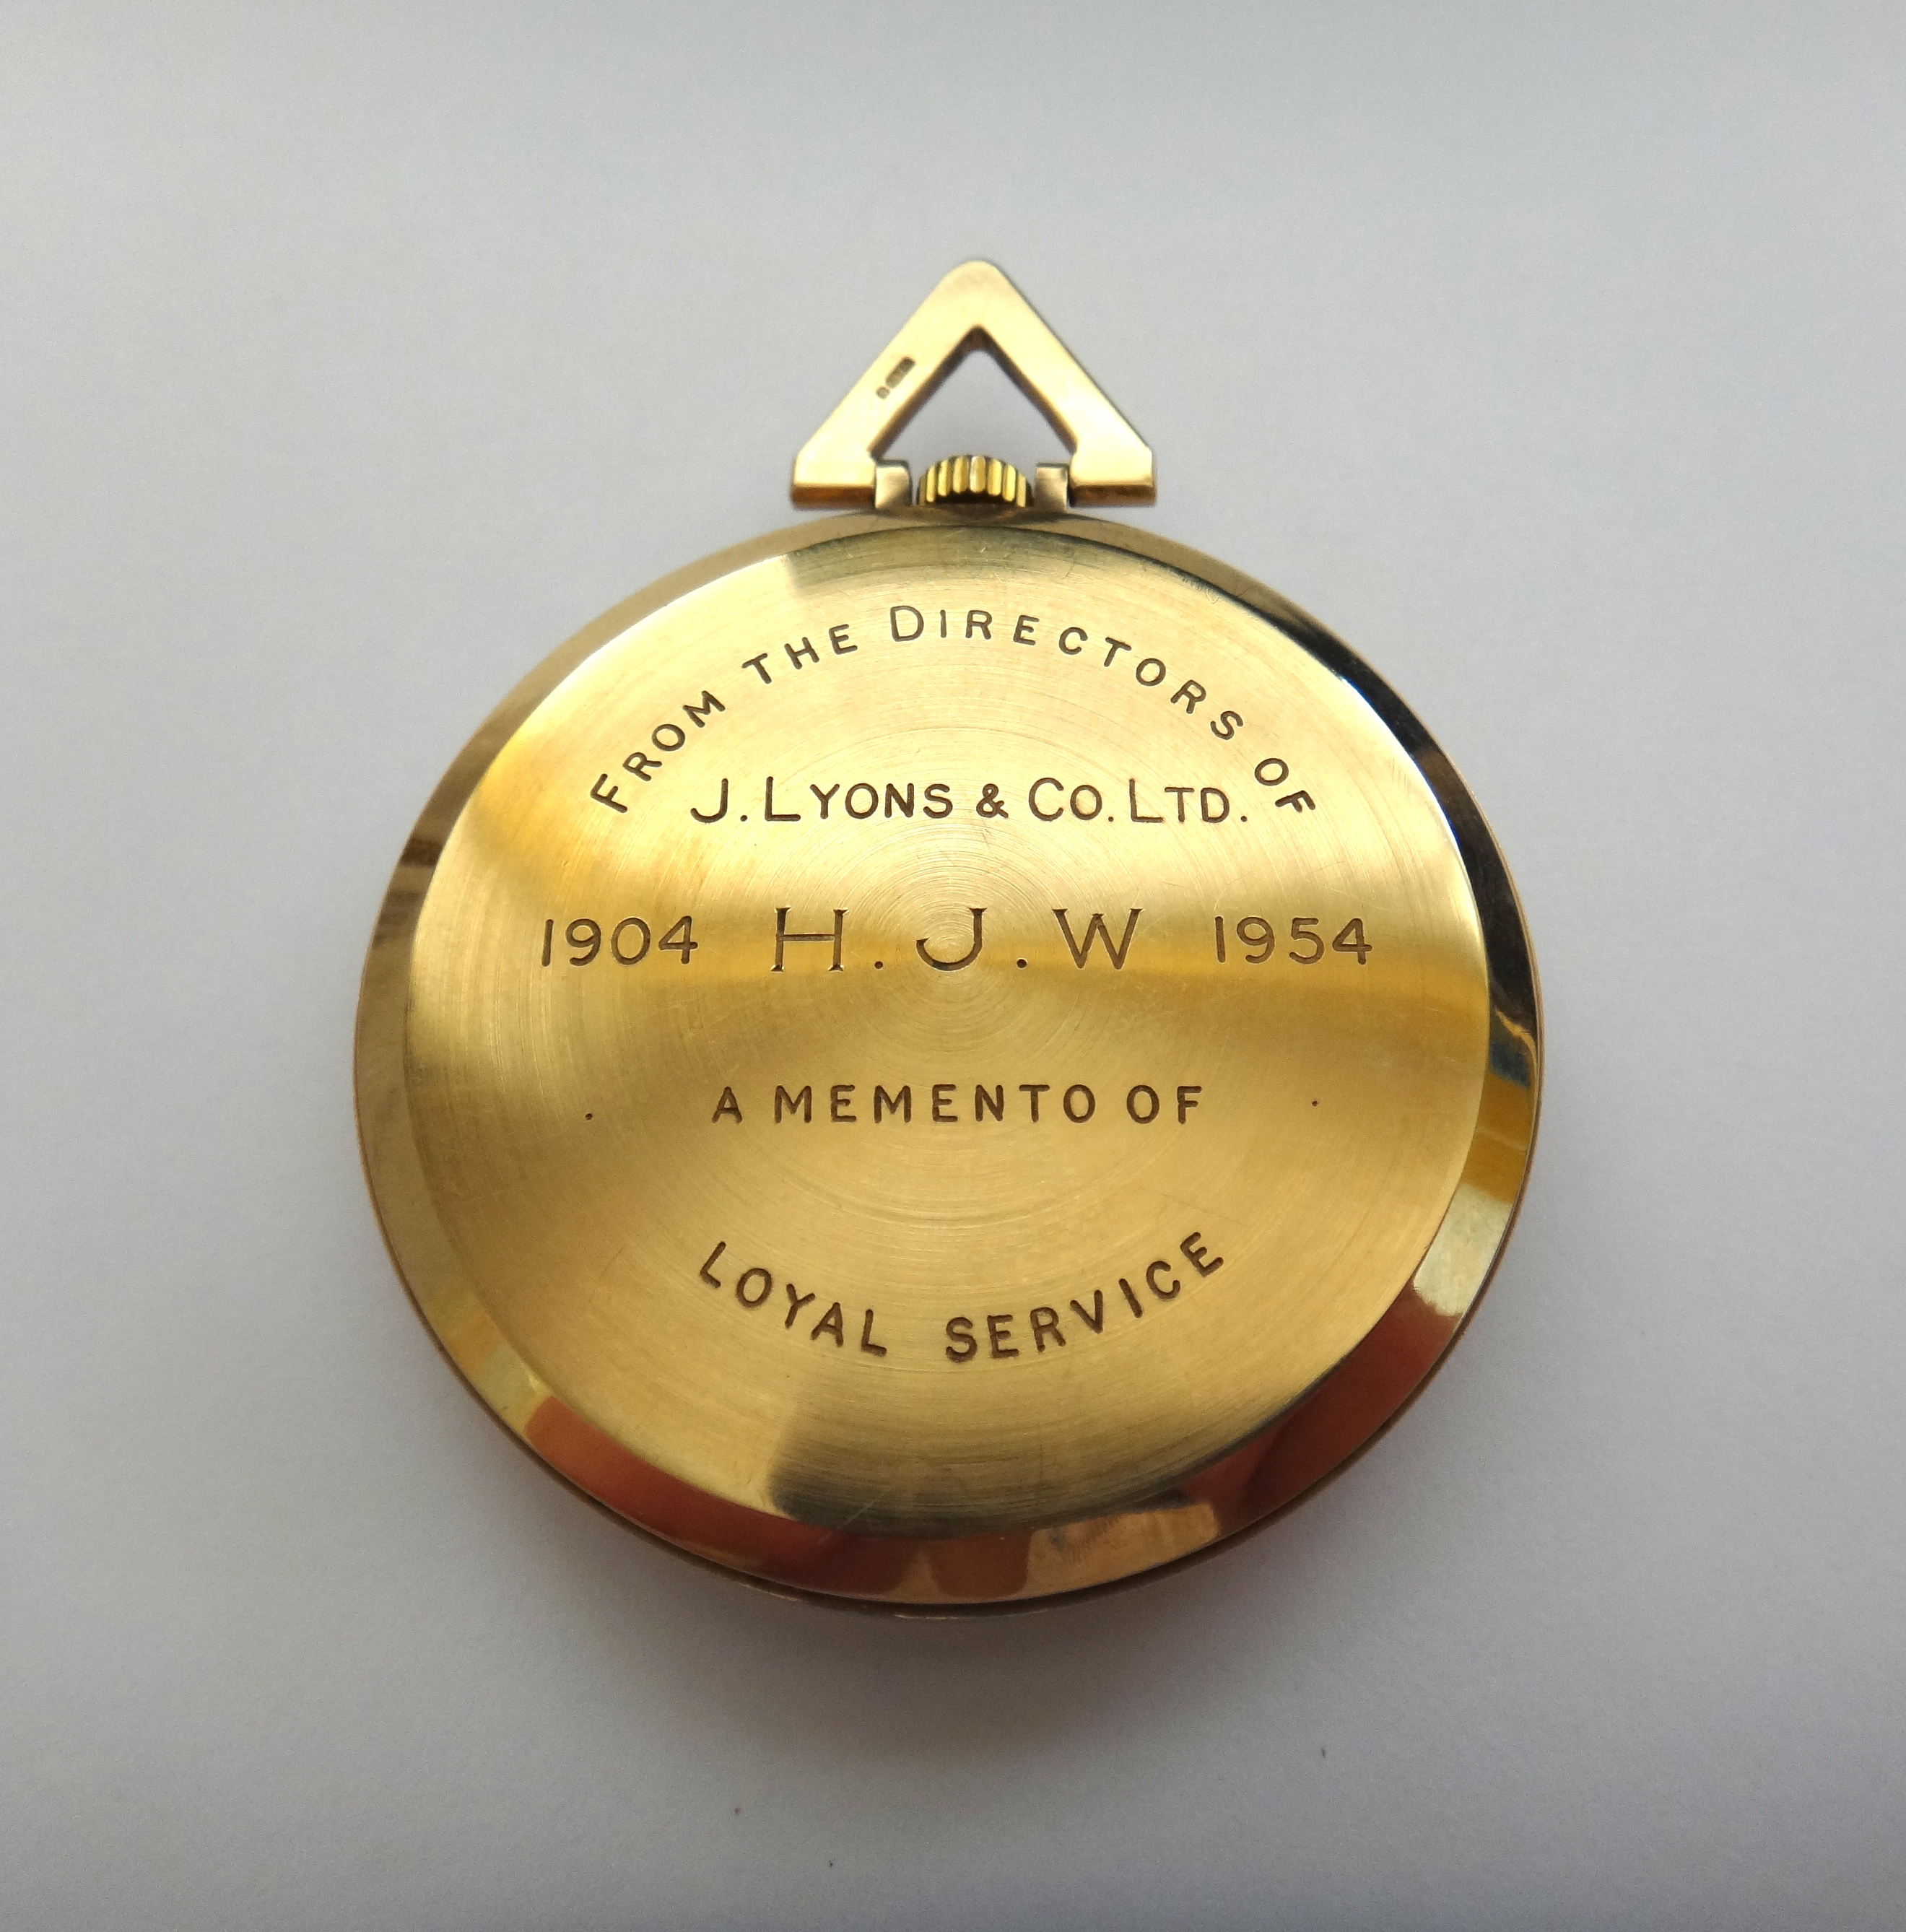 FROM THE DIRECTORS OF
J. LYONS & CO. LTD.
1904 H.J.W 1954
A MEMENTO OF
LOYAL SERVICE